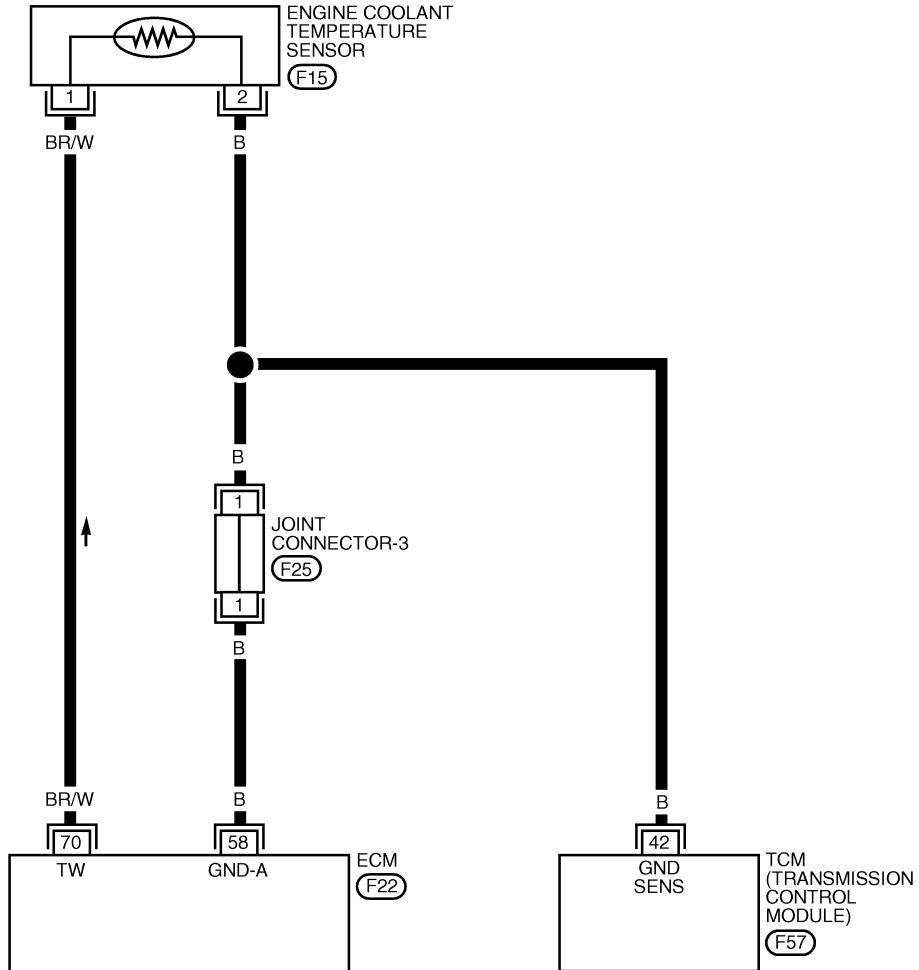 ENGINE COOLANT
TEMPERATURE
SENSOR
F15
1
2
BR/W
B
B
1
JOINT
CONNECTOR-3
F25
1
B
BR/W
B
B
70
58
42
TW
GND-A
ECM
F22
GND
SENS
TCM
(TRANSMISSION
CONTROL
MODULE)
F57